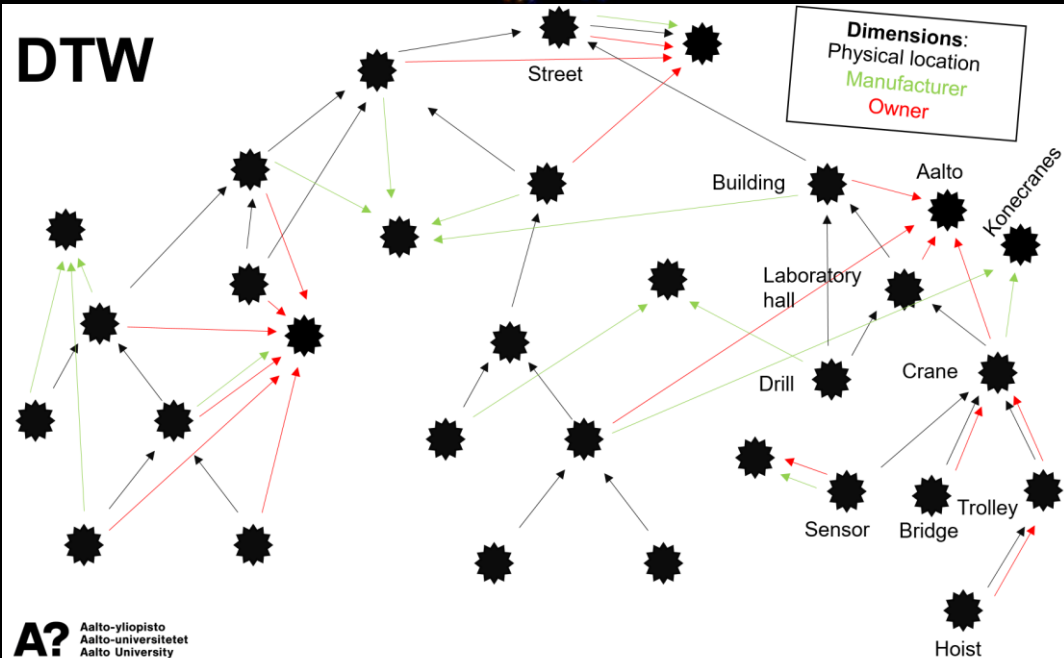 DTW
Dimensions:
Physical location
Manufacturer
Owner
Street
Building
Aalto
Konecranes
Laboratory
hall
Drill
Crane
Sensor
Bridge
Trolley
Hoist
A?
Aalto-yliopisto
Aalto-universitetet
Aalto University